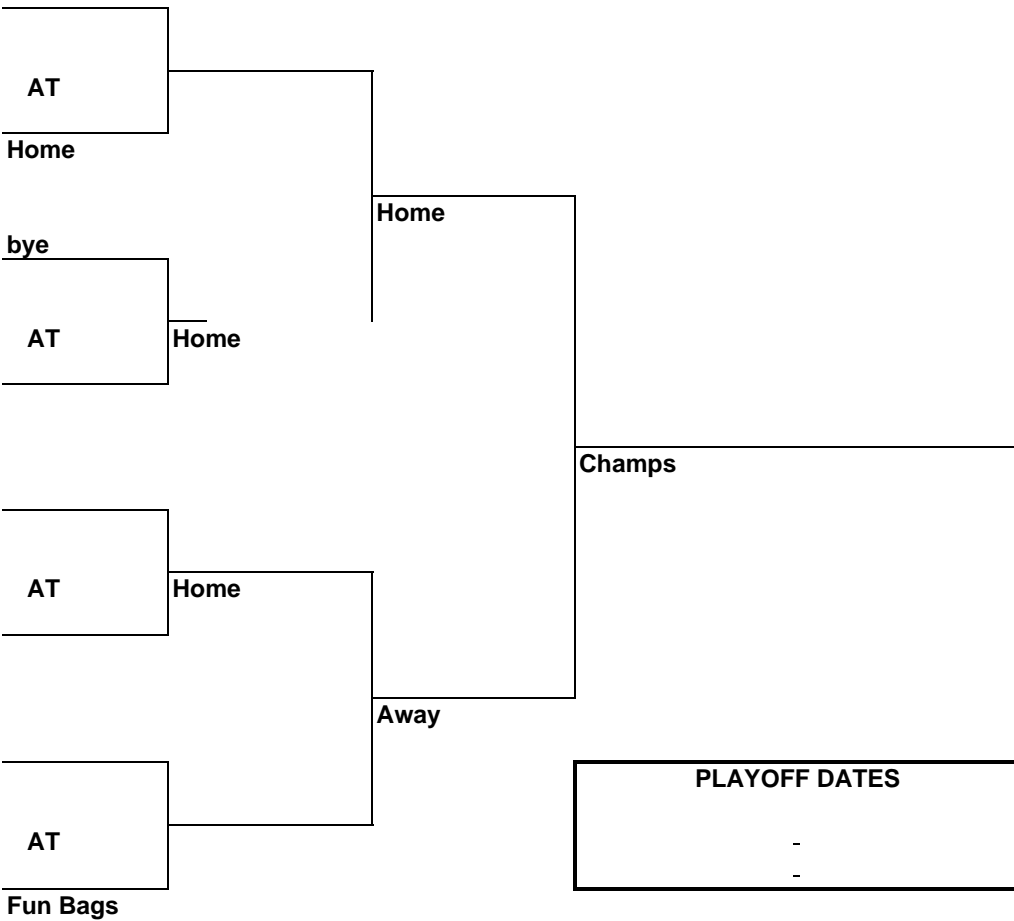 AT
Home
Home
bye
AT
Home
Champs
AT
Home
Away
PLAYOFF DATES
AT
-
-
Fun Bags